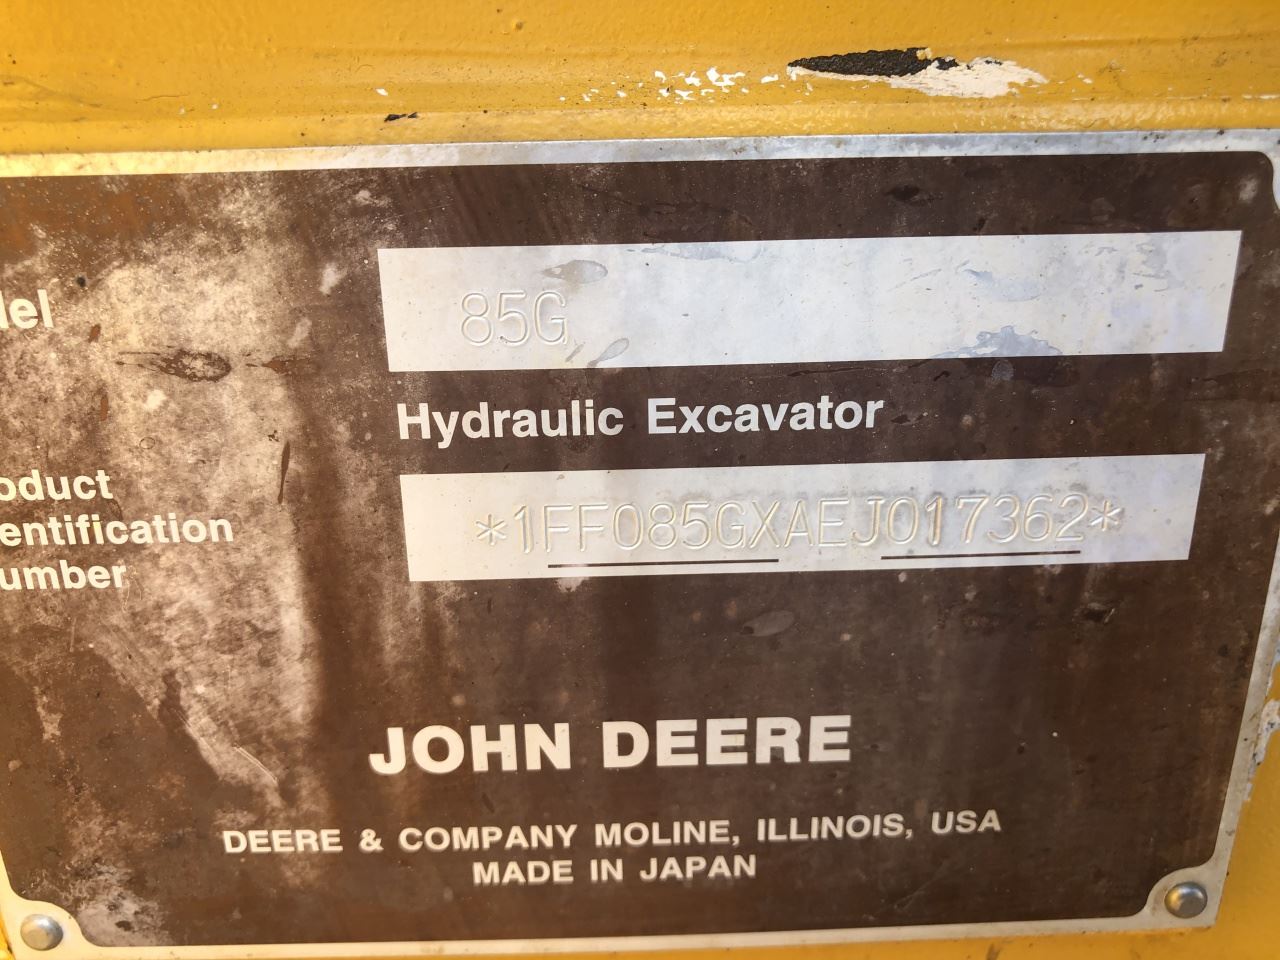 del
85G
Hydraulic Excavator
oduct
entification
umber
*1FF085GXAEJ017362*
JOHN DEERE
DEERE & COMPANY MOLINE, ILLINOIS, USA
MADE IN JAPAN